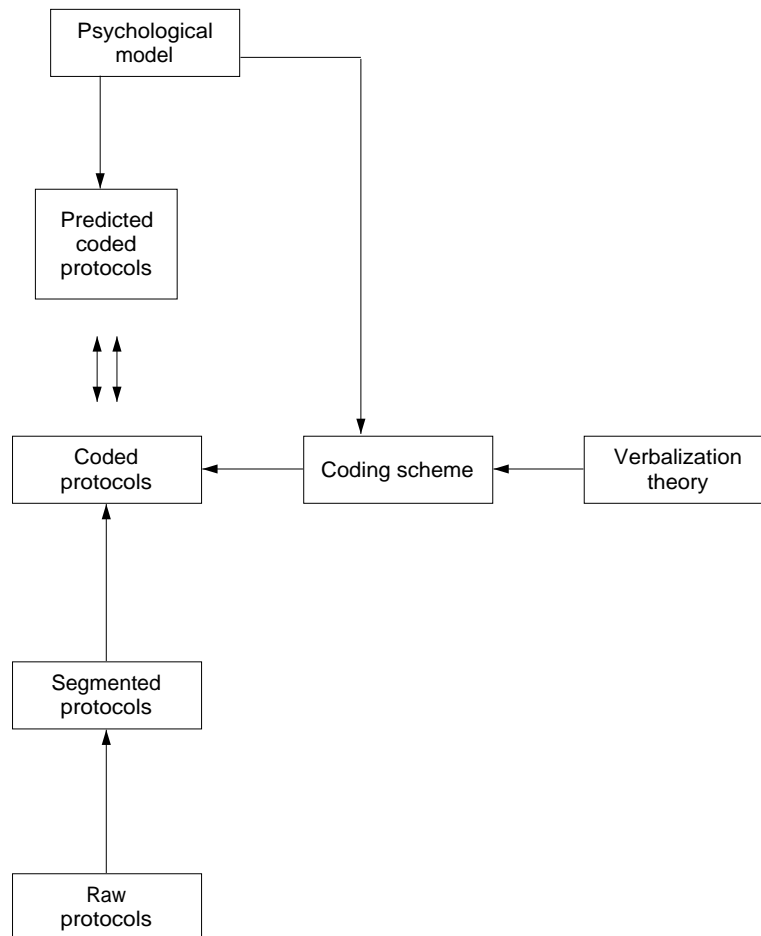 Psychological
model
Predicted
coded
protocols
Coded
protocols
Coding scheme
Verbalization
theory
Segmented
protocols
Raw
protocols